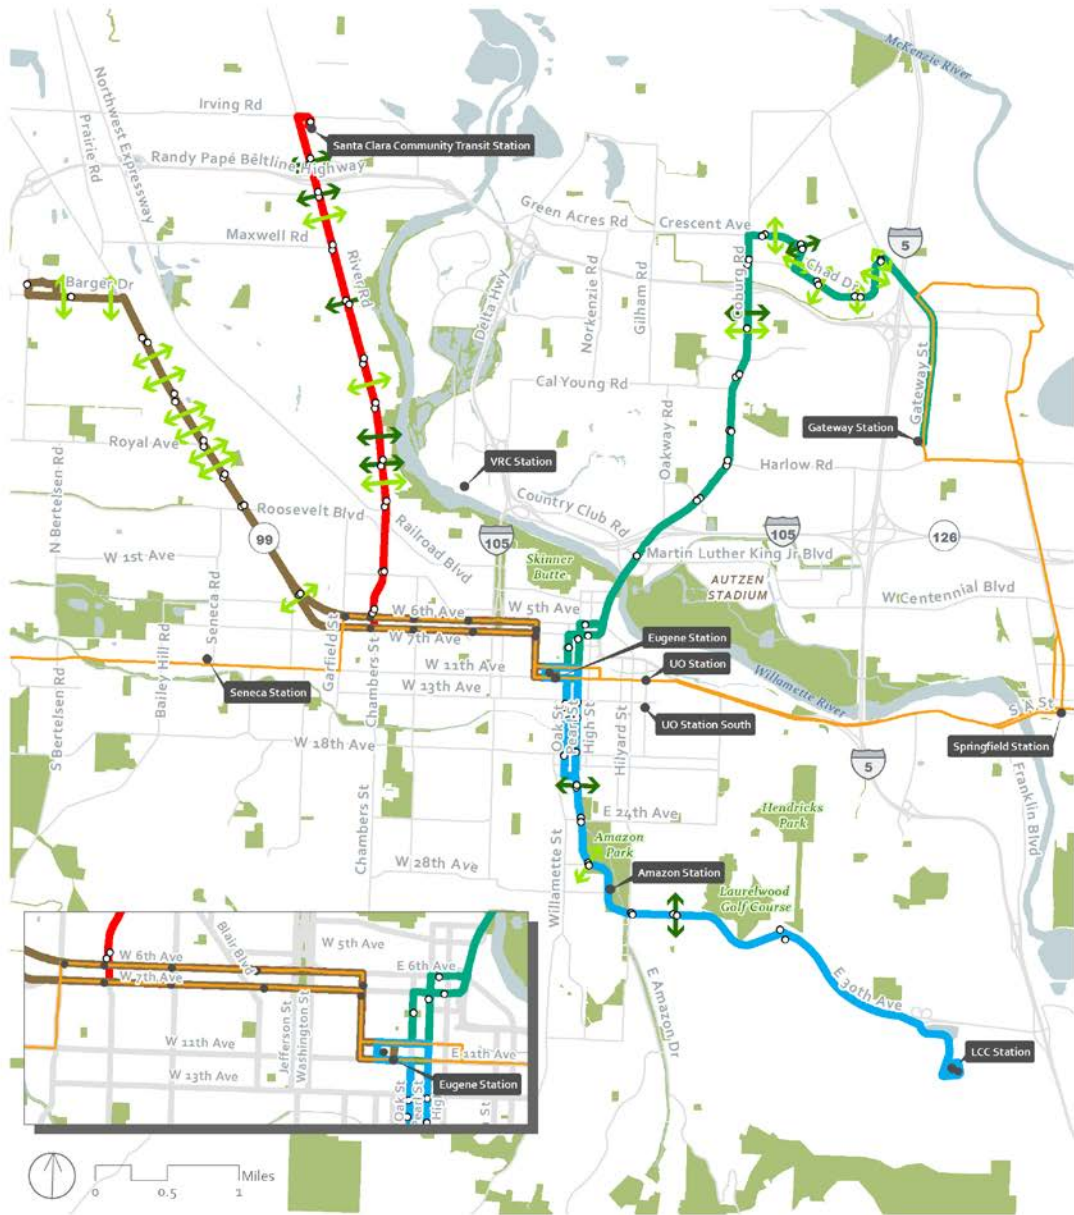 McKenzie River
Irving Rd
Northwest Expressway
Prairie Rd
Santa Clara Community Transit Station
Randy Papé Beltline Highway
Green Acres Rd
Crescent Ave
Maxwell Rd
River Rd
Delta Hwy
Norkenzie Rd
Gilham Rd
Coburg Rd
Chad Dr
5
Barger Dr
Gateway St
Cal Young Rd
Oakway Rd
Royal Ave
N Bertelsen Rd
Gateway Station
VRC Station
Harlow Rd
Roosevelt Blvd
Railroad Blvd
Country Club Rd
99
105
105
126
W 1st Ave
Seneca Rd
Skinner Butte
Martin Luther King Jr Blvd
AUTZEN
STADIUM
W Centennial Blvd
W 6th Ave
W 5th Ave
W 7th Ave
Bailey Hill Rd
Garfield St
Chambers St
W 11th Ave
W 13th Ave
Eugene Station
UO Station
Willamette River
Seneca Station
S Bertelsen Rd
Oak St
Pearl St
High St
Hilyard St
UO Station South
S A St
Springfield Station
W 18th Ave
5
Franklin Blvd
Chambers St
E 24th Ave
Hendricks
Park
Willamette St
Amazon
Park
W 28th Ave
Amazon Station
Laurelwood
Golf Course
E 30th Ave
E Amazon Dr
LCC Station
W 5th Ave
Blair Blvd
W 6th Ave
E 6th Ave
W 7th Ave
Jefferson St
Washington St
W 11th Ave
E 11th Ave
W 13th Ave
Eugene Station
Oak St
Pearl St
High
St
Miles
0
0.5
1